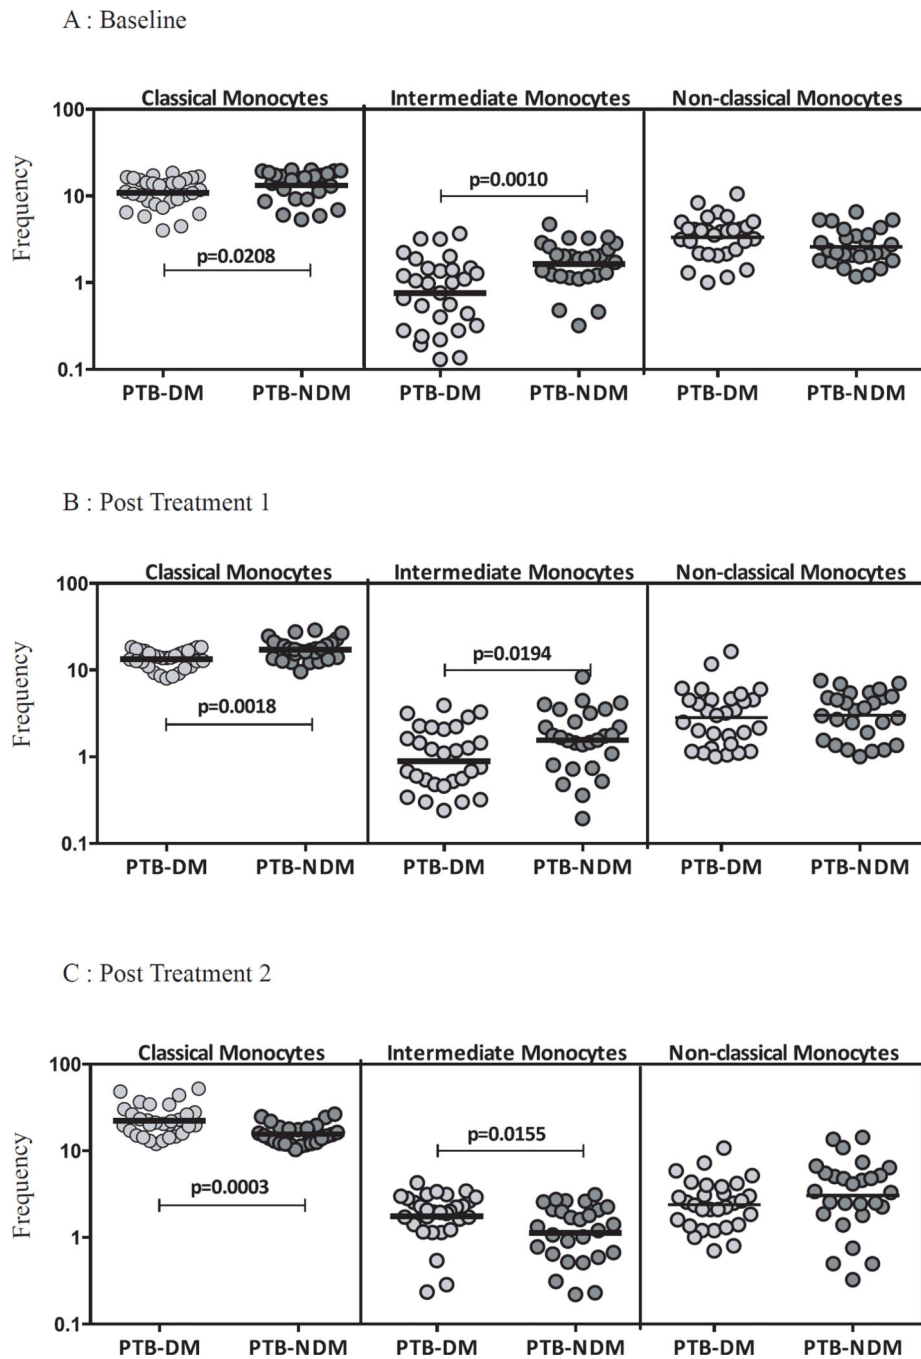 A : Baseline
Classical Monocytes Intermediate Monocytes Non-classical Monocytes
100
Frequency
10
p=0.0010
p=0.0208
1
0.1
PTB-DM PTB-NDM PTB-DM PTB-NDM PTB-DM PTB-NDM
B : Post Treatment 1
Classical Monocytes Intermediate Monocytes Non-classical Monocytes
100
Frequency
p=0.0194
10
p=0.0018
1
0.1
PTB-DM PTB-NDM PTB-DM PTB-NDM PTB-DM PTB-NDM
C : Post Treatment 2
Classical Monocytes Intermediate Monocytes Non-classical Monocytes
100
Frequency
p=0.0155
10
p=0.0003
1
0.1
PTB-DM PTB-NDM PTB-DM PTB-NDM PTB-DM PTB-NDM